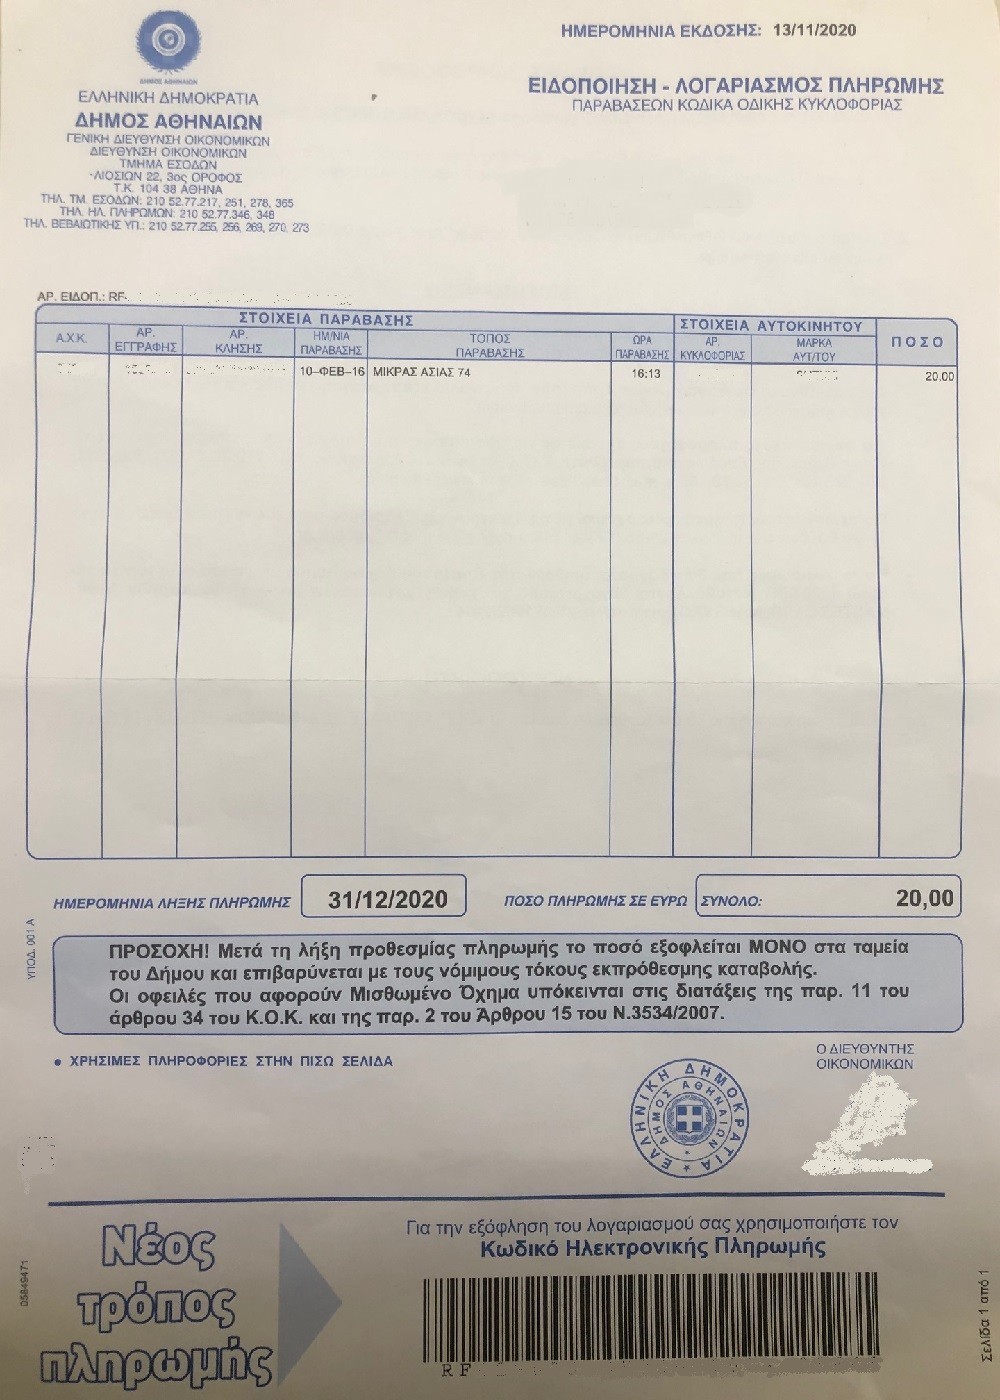 ΔΗΜΟΣ ΑΘΗΝΑΙΩΝ
ΕΛΛΗΝΙΚΗ ΔΗΜΟΚΡΑΤΙΑ
ΔΗΜΟΣ ΑΘΗΝΑΙΩΝ
ΓΕΝΙΚΗ ΔΙΕΥΘΥΝΣΗ ΟΙΚΟΝΟΜΙΚΩΝ
ΔΙΕΥΘΥΝΣΗ ΟΙΚΟΝΟΜΙΚΩΝ
ΤΜΗΜΑ ΕΣΟΔΩΝ
-ΛΙΟΣΙΩΝ 22, 3ος ΟΡΟΦΟΣ
Τ.Κ. 104 38 ΑΘΗΝΑ
ΤΗΛ. ΤΜ. ΕΣΟΔΩΝ: 210 52.77.217, 251, 278, 365
ΤΗΛ. ΗΛ. ΠΛΗΡΩΜΩΝ: 210 52.77.346, 348
ΤΗΛ. ΒΕΒΑΙΩΤΙΚΗΣ ΥΠ.: 210 52.77.255, 256, 269, 270, 273
ΗΜΕΡΟΜΗΝΙΑ ΕΚΔΟΣΗΣ: 13/11/2020
ΕΙΔΟΠΟΙΗΣΗ - ΛΟΓΑΡΙΑΣΜΟΣ ΠΛΗΡΩΜΗΣ
ΠΑΡΑΒΑΣΕΩΝ ΚΩΔΙΚΑ ΟΔΙΚΗΣ ΚΥΚΛΟΦΟΡΙΑΣ
ΑΡ. ΕΙΔΟΠ.: RF
ΣΤΟΙΧΕΙΑ ΠΑΡΑΒΑΣΗΣ ΣΤΟΙΧΕΙΑ ΑΥΤΟΚΙΝΗΤΟΥ ΠΟΣΟ
Α.Χ.Κ. ΑΡ. ΕΓΓΡΑΦΗΣ ΑΡ. ΚΛΗΣΗΣ ΗΜ/ΝΙΑ ΠΑΡΑΒΑΣΗΣ ΤΟΠΟΣ ΠΑΡΑΒΑΣΗΣ ΩΡΑ ΠΑΡΑΒΑΣΗΣ ΑΡ. ΚΥΚΛΟΦΟΡΙΑΣ ΜΑΡΚΑ ΑΥΤ/ΤΟΥ
10-ΦΕΒ-16 ΜΙΚΡΑΣ ΑΣΙΑΣ 74 16:13 20,00
ΗΜΕΡΟΜΗΝΙΑ ΛΗΞΗΣ ΠΛΗΡΩΜΗΣ 31/12/2020 ΠΟΣΟ ΠΛΗΡΩΜΗΣ ΣΕ ΕΥΡΩ ΣΥΝΟΛΟ: 20,00
ΥΠΟΔ. 001 Α
ΠΡΟΣΟΧΗ! Μετά τη λήξη προθεσμίας πληρωμής το ποσό εξοφλείται ΜΟΝΟ στα ταμεία
του Δήμου και επιβαρύνεται με τους νόμιμους τόκους εκπρόθεσμης καταβολής.
Οι οφειλές που αφορούν Μισθωμένο Όχημα υπόκεινται στις διατάξεις της παρ. 11 του
άρθρου 34 του Κ.Ο.Κ. και της παρ. 2 του Άρθρου 15 του Ν.3534/2007.
• ΧΡΗΣΙΜΕΣ ΠΛΗΡΟΦΟΡΙΕΣ ΣΤΗΝ ΠΙΣΩ ΣΕΛΙΔΑ
Ο ΔΙΕΥΘΥΝΤΗΣ
ΟΙΚΟΝΟΜΙΚΩΝ
ΕΛΛΗΝΙΚΗ ΔΗΜΟΚΡΑΤΙΑ
ΔΗΜΟΣ ΑΘΗΝΑΙΩΝ
05849471
Νέος
τρόπος
πληρωμής
Για την εξόφληση του λογαριασμού σας χρησιμοποιήστε τον
Κωδικό Ηλεκτρονικής Πληρωμής
RF
Σελίδα 1 από 1